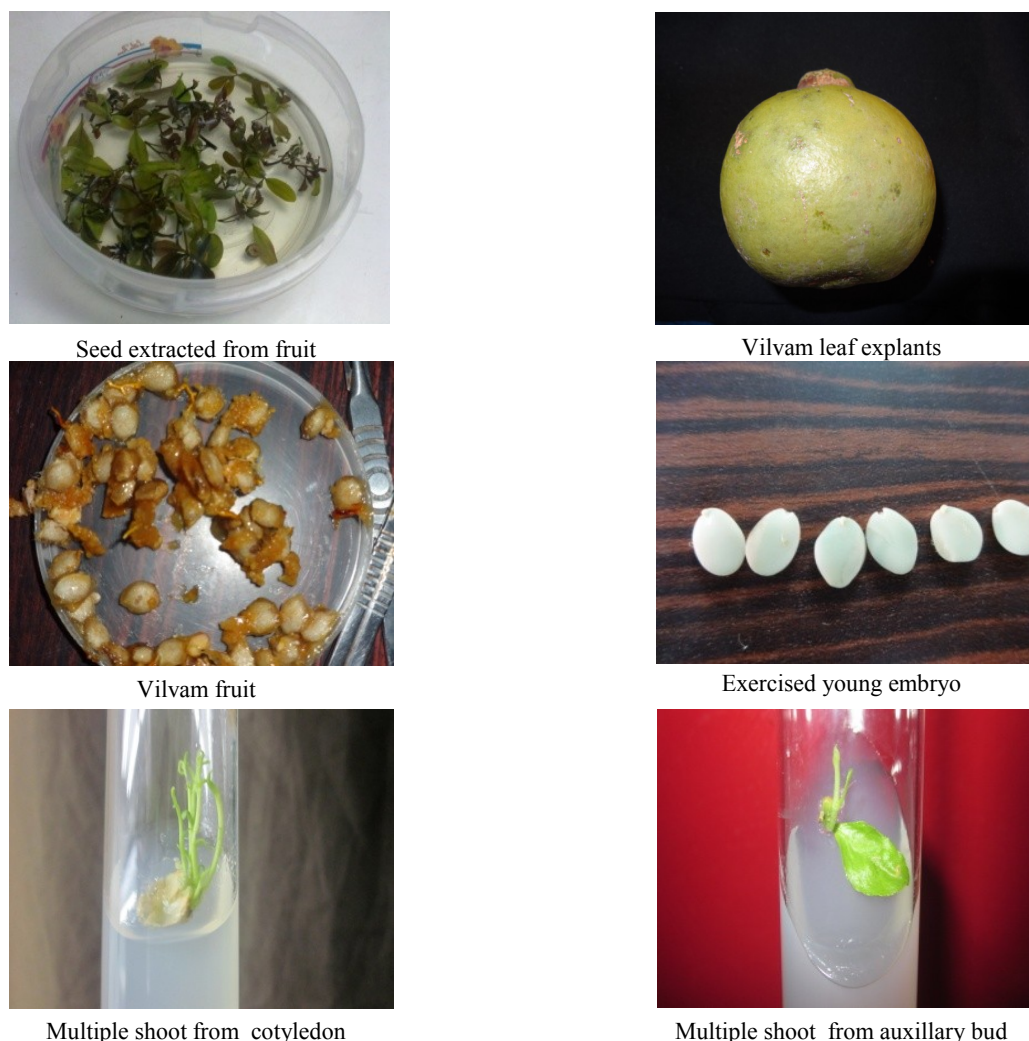 Seed extracted from fruit
Vilvam leaf explants
Vilvam fruit
Exercised young embryo
Multiple shoot from cotyledon
Multiple shoot from auxillary bud